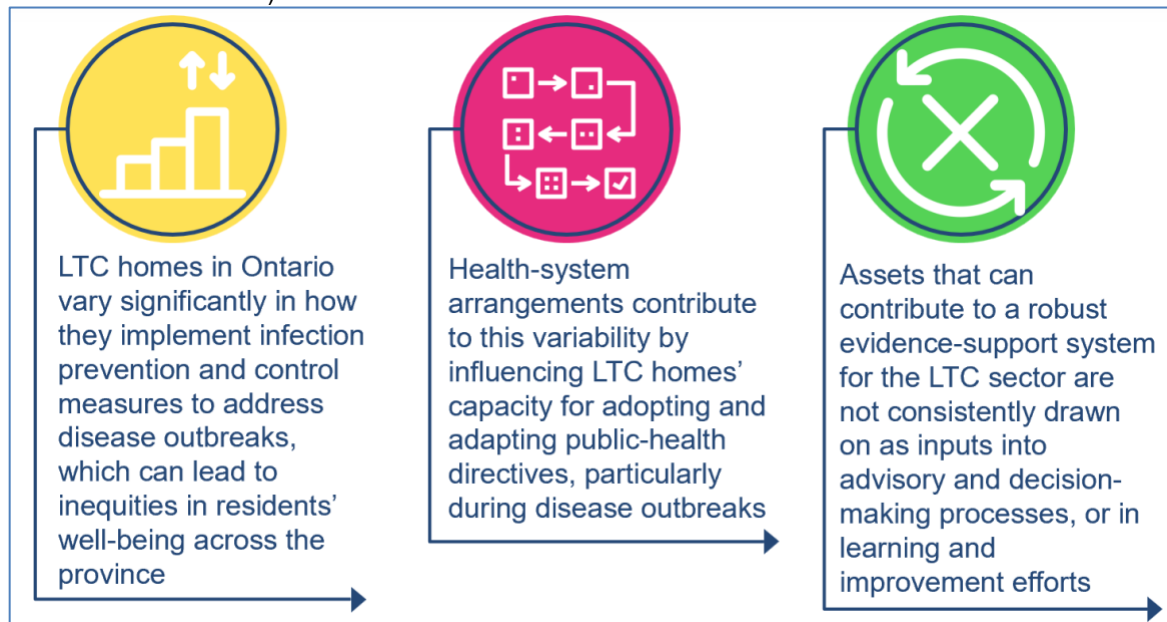 LTC homes in Ontario
vary significantly in how
they implement infection
prevention and control
measures to address
disease outbreaks,
which can lead to
inequities in residents’
well-being across the
province
Health-system
arrangements contribute
to this variability by
influencing LTC homes’
capacity for adopting and
adapting public-health
directives, particularly
during disease outbreaks
Assets that can
contribute to a robust
evidence-support system
for the LTC sector are
not consistently drawn
on as inputs into
advisory and decision-
making processes, or in
learning and
improvement efforts